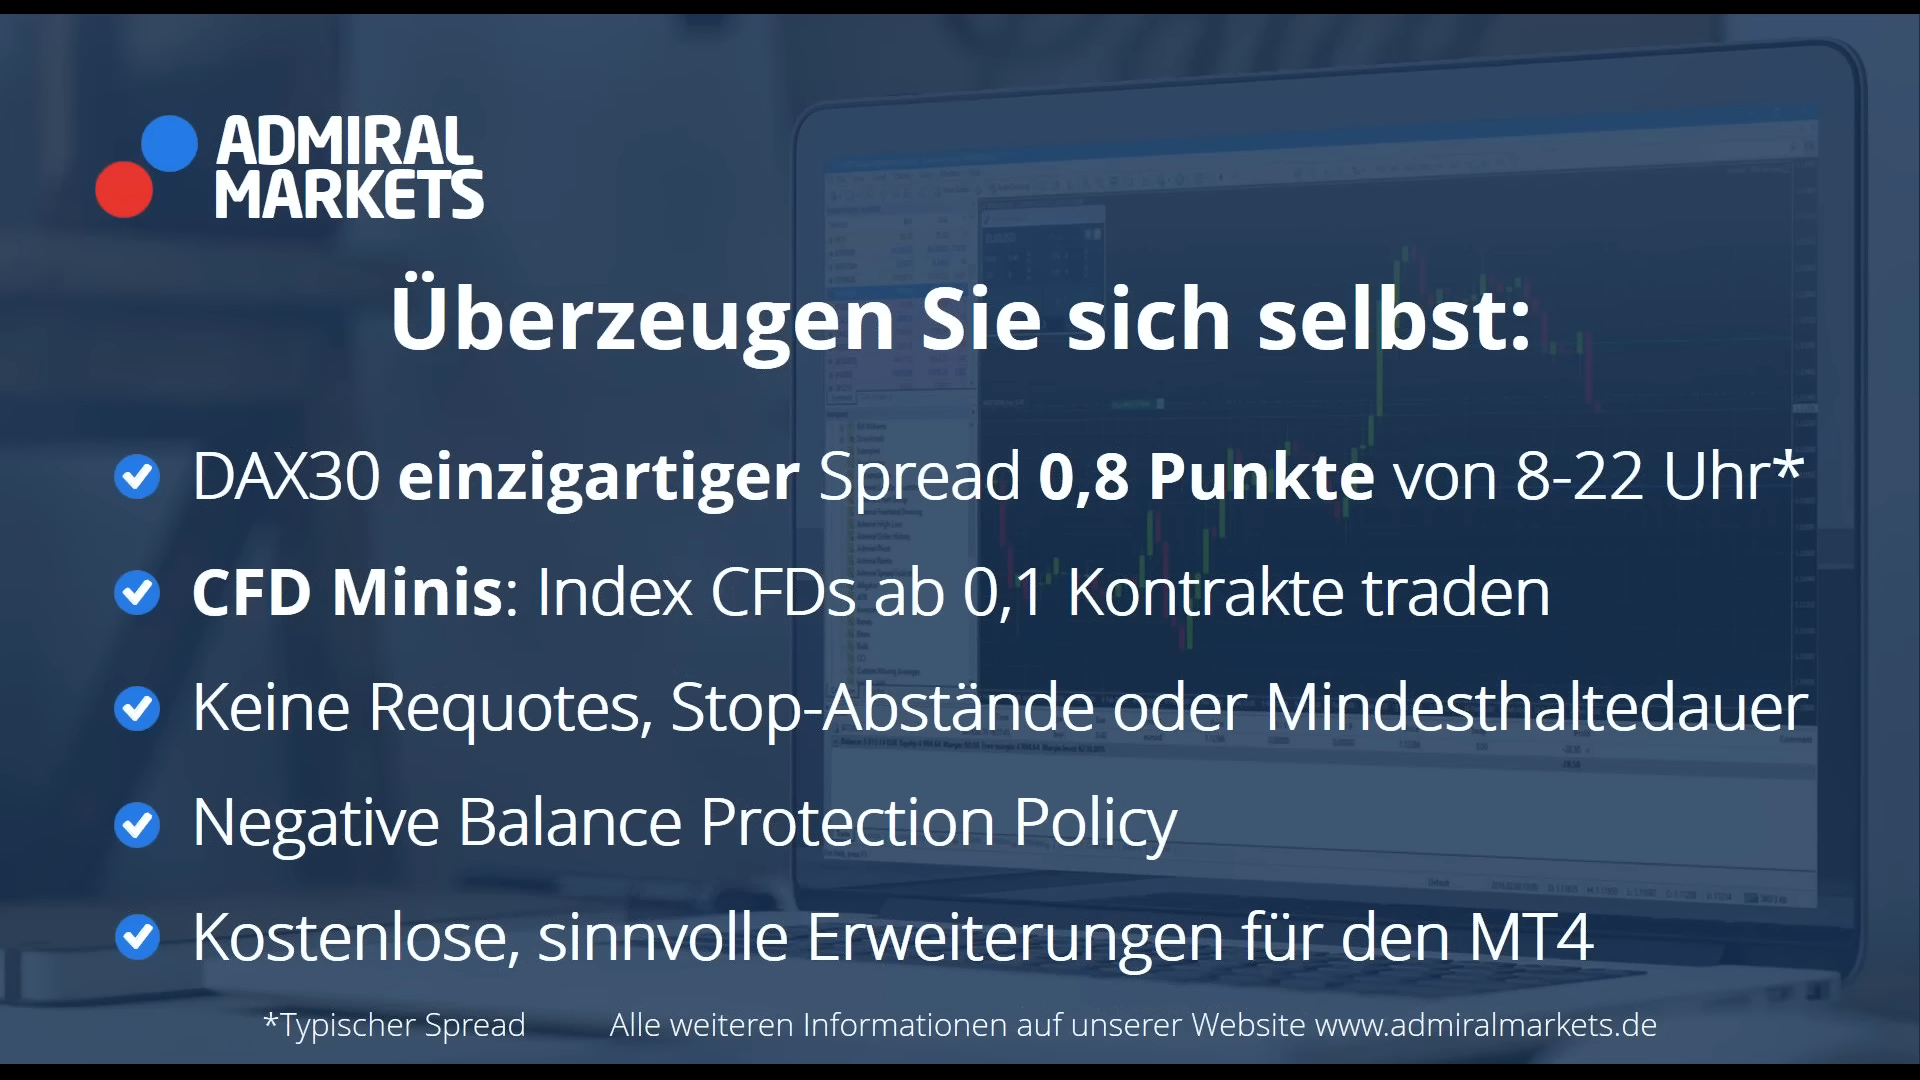 ADMIRAL
MARKETS
Überzeugen Sie sich selbst:
DAX30 einzigartiger Spread 0,8 Punkte von 8-22 Uhr*
CFD Minis: Index CFDs ab 0,1 Kontrakte traden
Keine Requotes, Stop-Abstände oder Mindesthaltedauer
Negative Balance Protection Policy
Kostenlose, sinnvolle Erweiterungen für den MT4
*Typischer Spread Alle weiteren Informationen auf unserer Website www.admiralmarkets.de